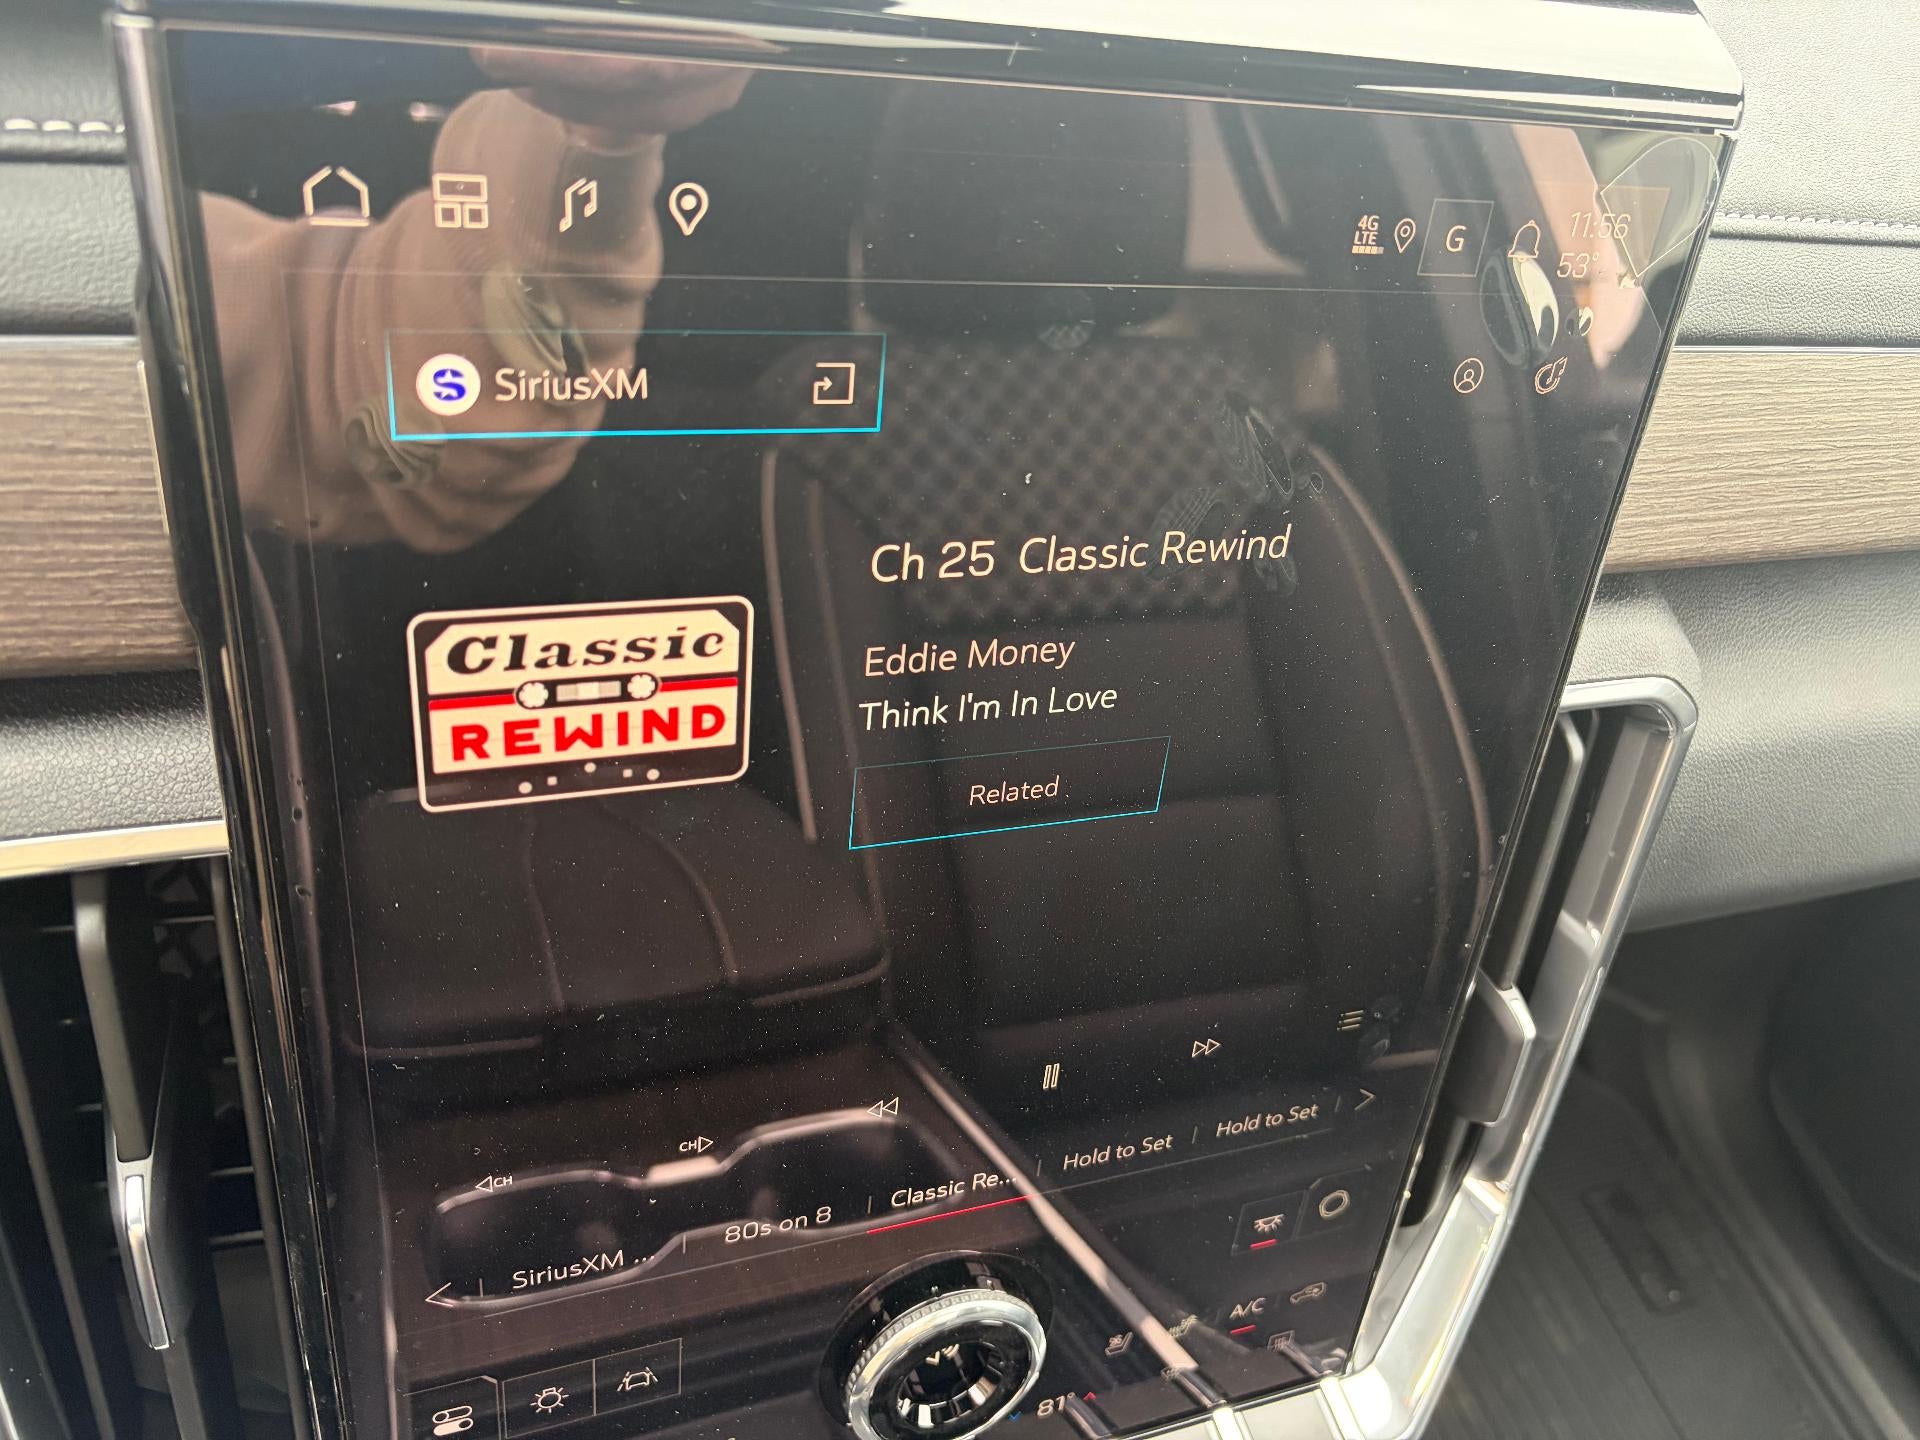 4G
LTE
G
11:56
53°
SiriusXM
Ch 25 Classic Rewind
Classic
REWIND
Eddie Money
Think I'm In Love
Related
CH
CH
SiriusXM ...
80s on 8
Classic Re...
Hold to Set
Hold to Set
A/C
81°